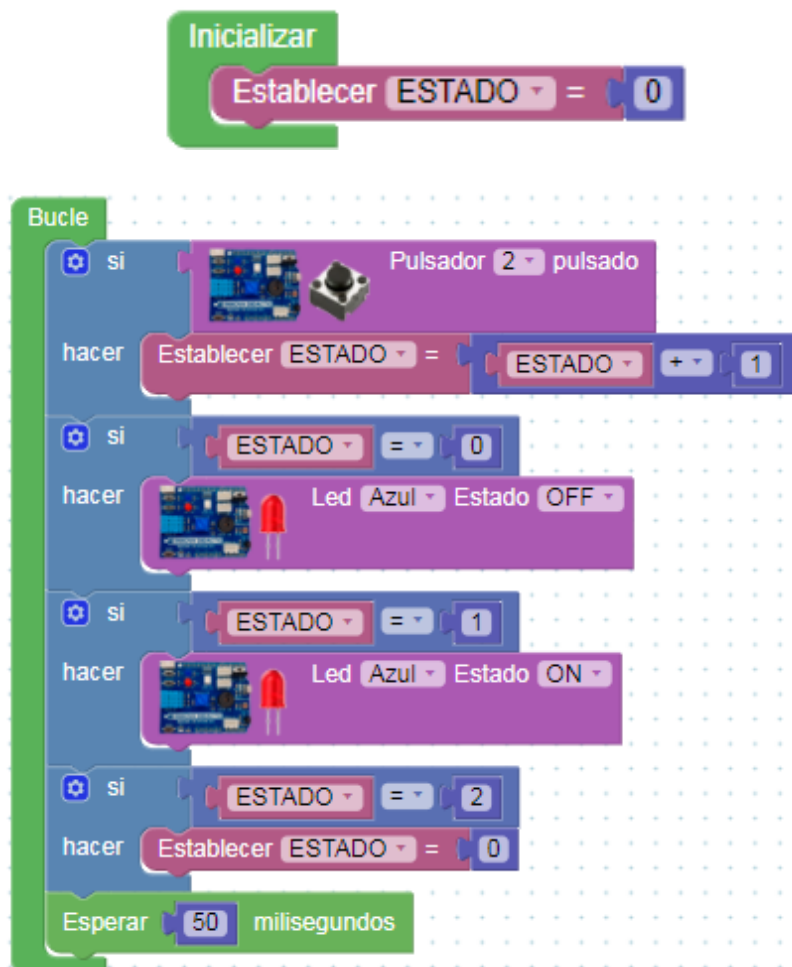 Inicializar
Establecer ESTADO = 0
Bucle
si Pulsador 2 pulsado
hacer Establecer ESTADO = ESTADO + 1
si ESTADO = 0
hacer Led Azul Estado OFF
si ESTADO = 1
hacer Led Azul Estado ON
si ESTADO = 2
hacer Establecer ESTADO = 0
Esperar 50 milisegundos